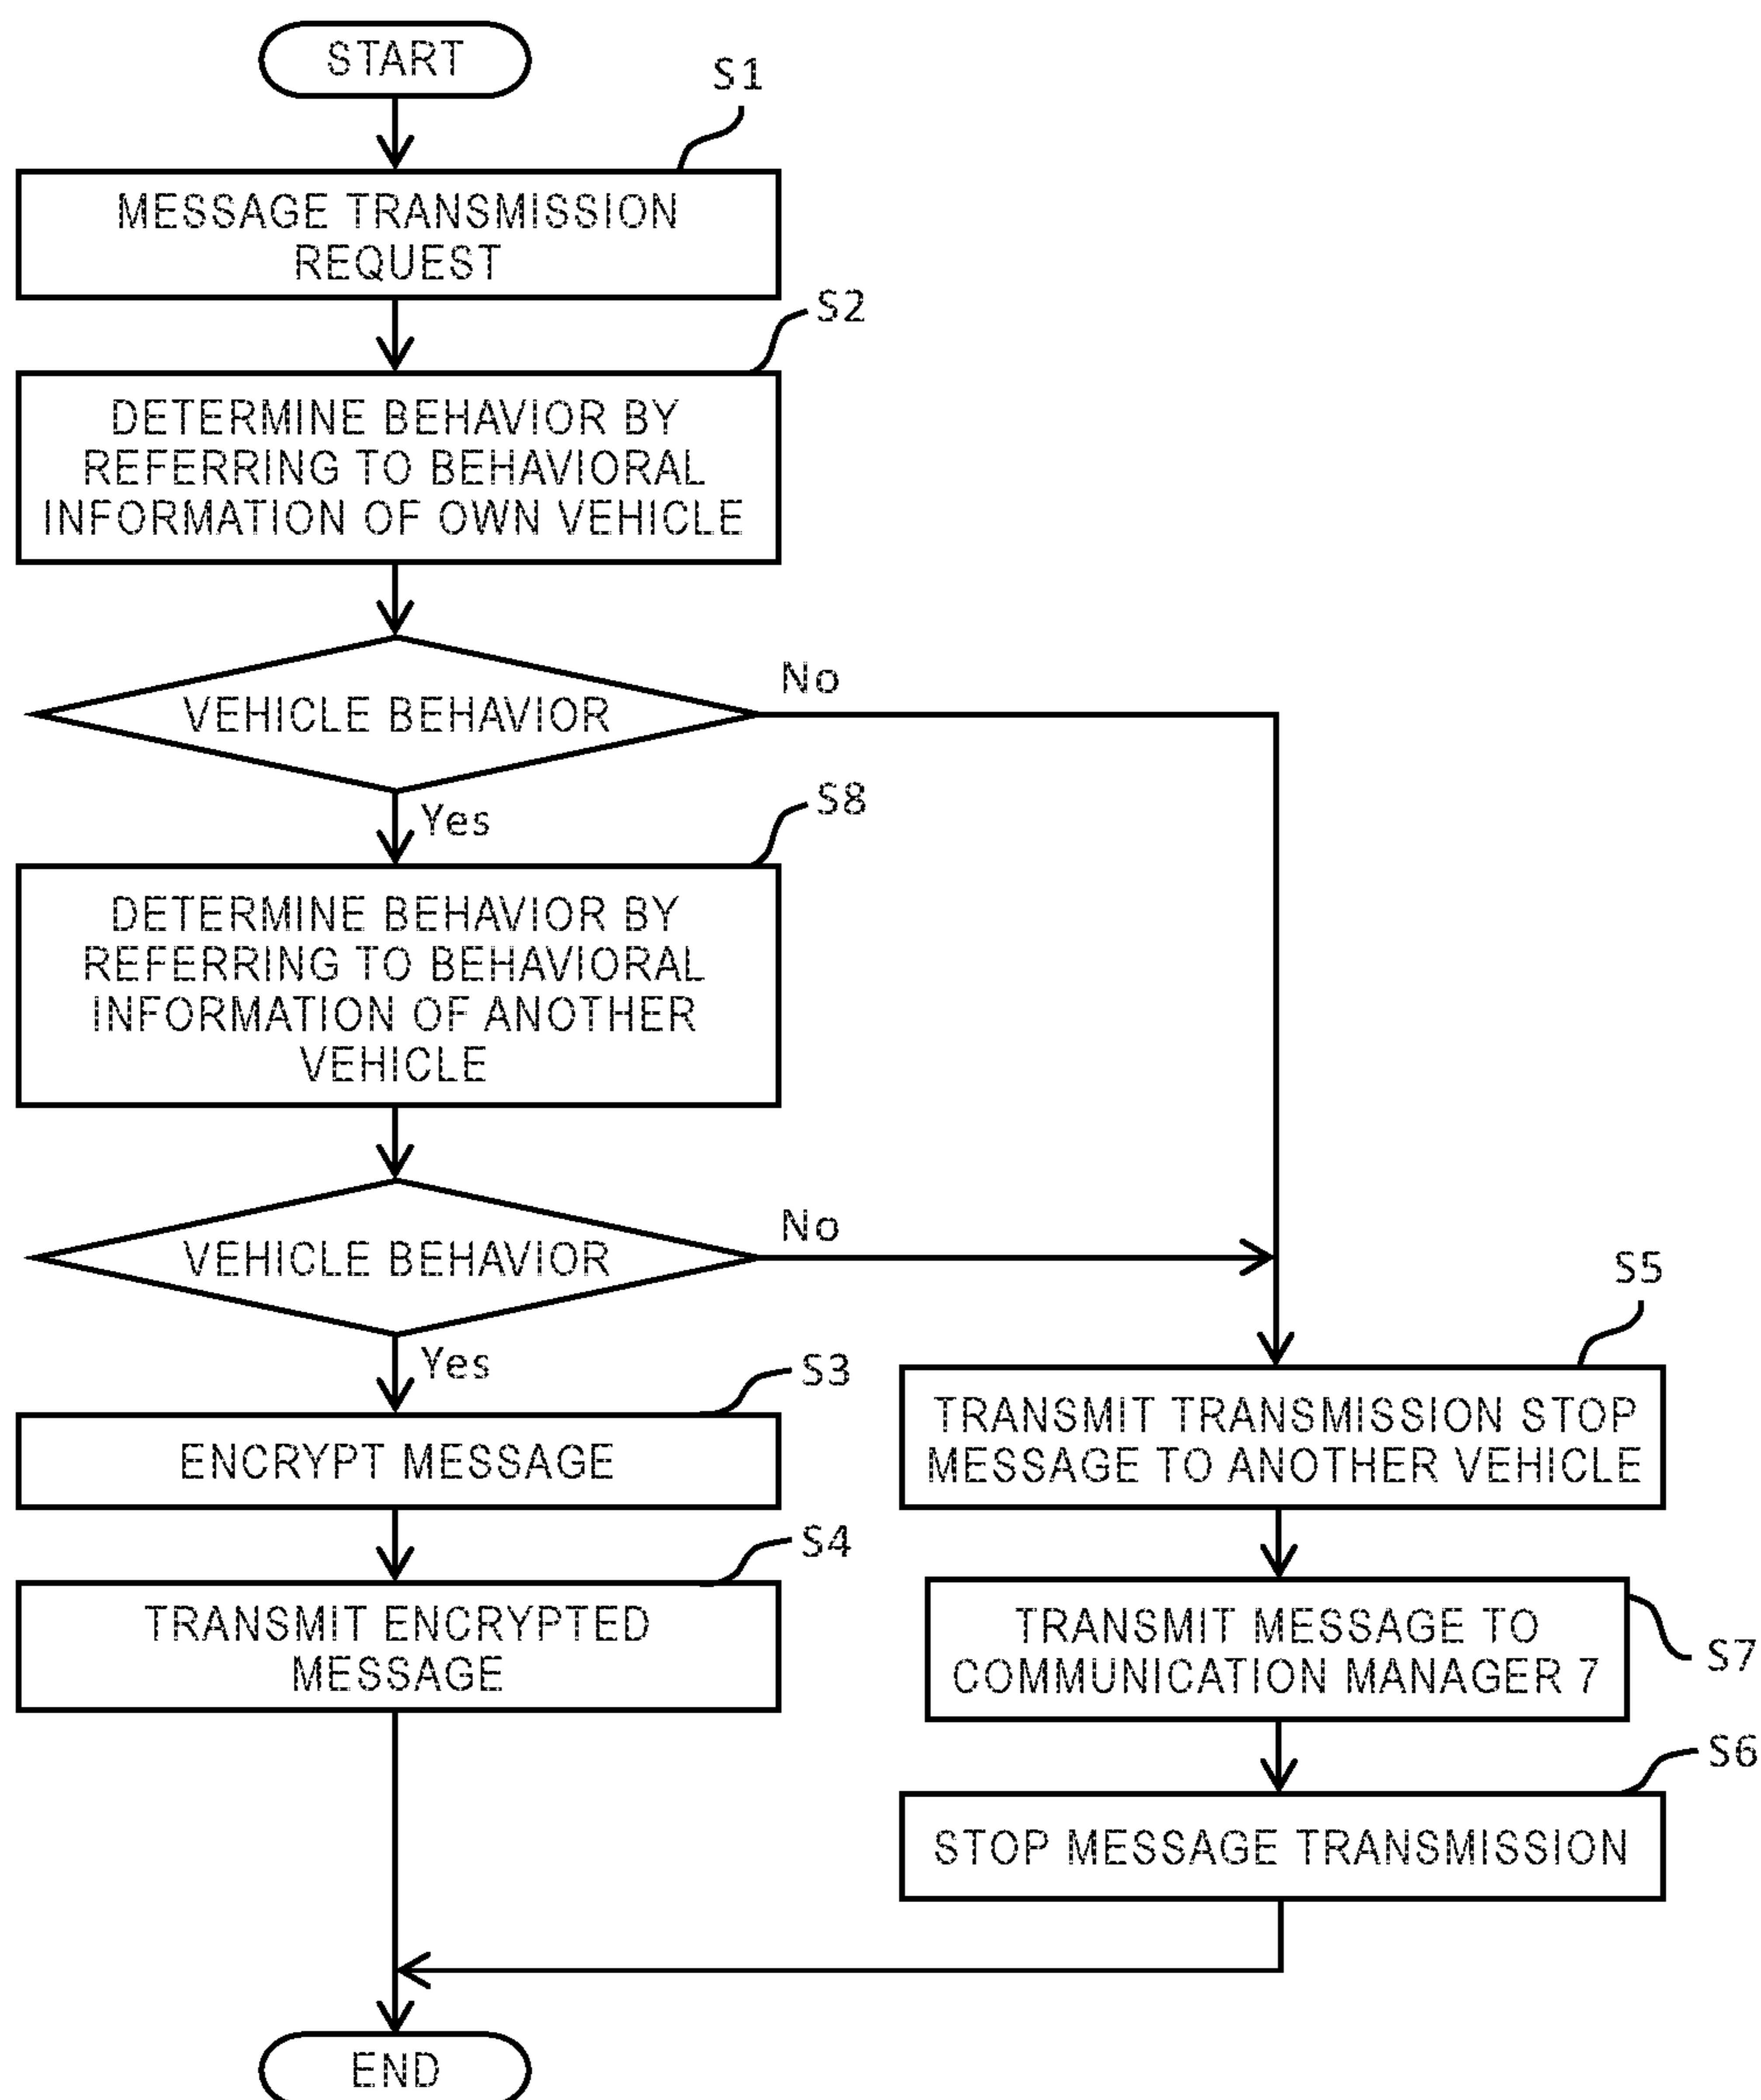 START
S1
MESSAGE TRANSMISSION
REQUEST
S2
DETERMINE BEHAVIOR BY
REFERRING TO BEHAVIORAL
INFORMATION OF OWN VEHICLE
VEHICLE BEHAVIOR
No
Yes
S8
DETERMINE BEHAVIOR BY
REFERRING TO BEHAVIORAL
INFORMATION OF ANOTHER
VEHICLE
VEHICLE BEHAVIOR
No
Yes
S3
ENCRYPT MESSAGE
S4
TRANSMIT ENCRYPTED
MESSAGE
S5
TRANSMIT TRANSMISSION STOP
MESSAGE TO ANOTHER VEHICLE
TRANSMIT MESSAGE TO
COMMUNICATION MANAGER 7
S7
S6
STOP MESSAGE TRANSMISSION
END